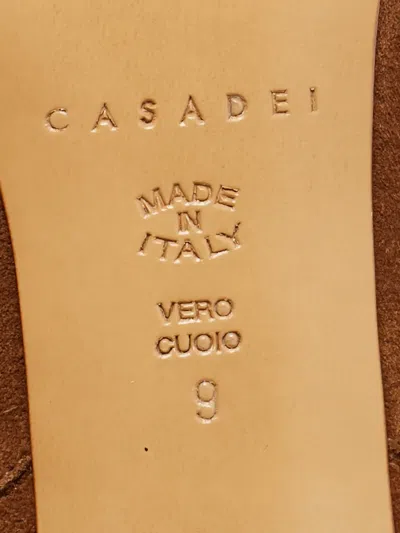 CASADEi
MADE
IN
ITALY
VERO
CUOIO
9